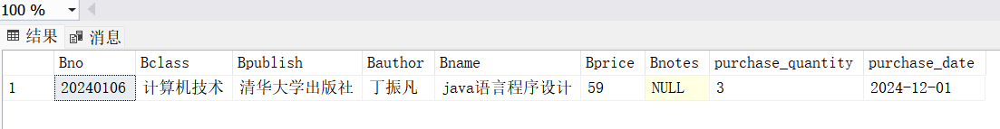 100 %
结果 消息
Bno Bclass Bpublish Bauthor Bname Bprice Bnotes purchase_quantity purchase_date
1 20240106 计算机技术 清华大学出版社 丁振凡 java语言程序设计 59 NULL 3 2024-12-01